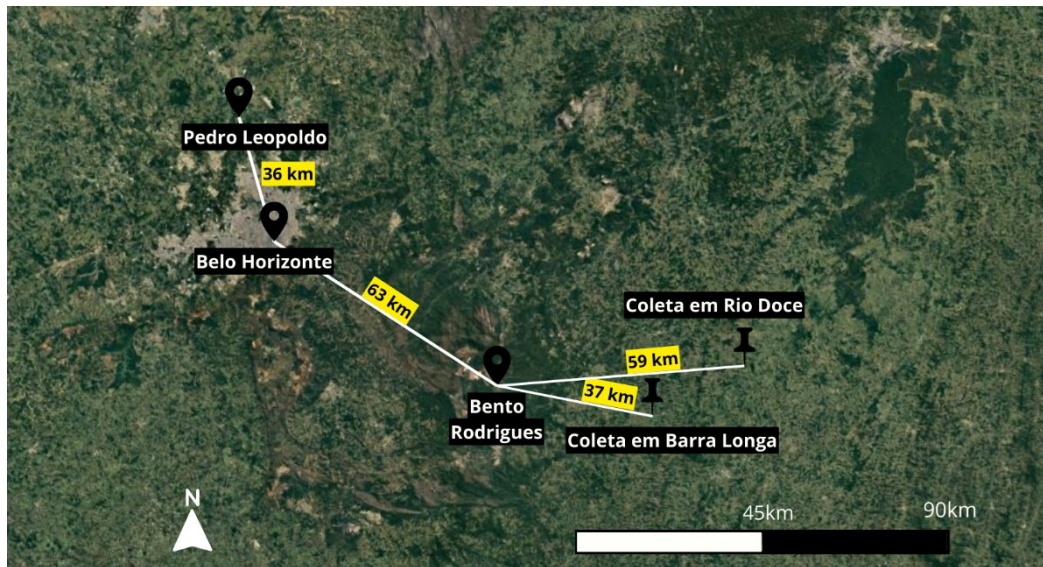 Pedro Leopoldo
36 km
Belo Horizonte
63 km
Coleta em Rio Doce
59 km
37 km
Bento
Rodrigues
Coleta em Barra Longa
N
45km
90km